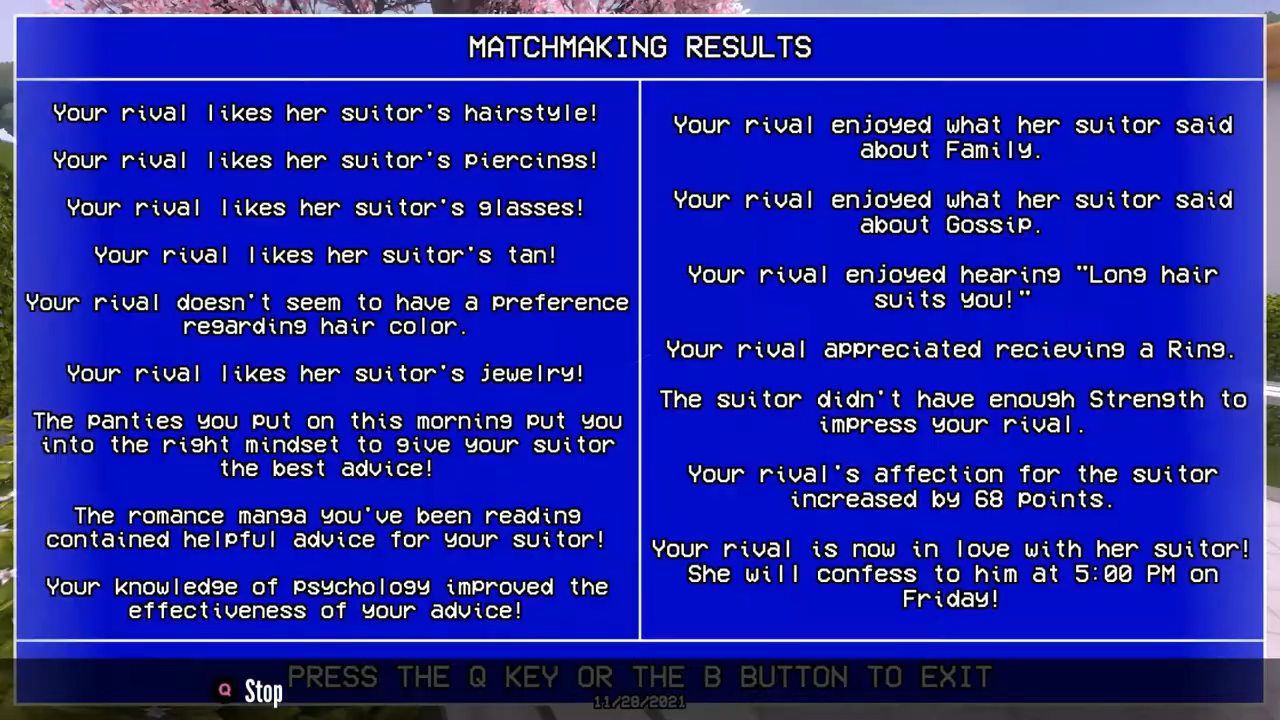 MATCHMAKING RESULTS
Your rival likes her suitor's hairstyle!
Your rival likes her suitor's piercings!
Your rival likes her suitor's glasses!
Your rival likes her suitor's tan!
Your rival doesn't seem to have a preference
regarding hair color.
Your rival likes her suitor's jewelry!
The panties you put on this morning put you
into the right mindset to give your suitor
the best advice!
The romance manga you've been reading
contained helpful advice for your suitor!
Your knowledge of psychology improved the
effectiveness of your advice!
Your rival enjoyed what her suitor said
about Family.
Your rival enjoyed what her suitor said
about Gossip.
Your rival enjoyed hearing "Long hair
suits you!"
Your rival appreciated recieving a Ring.
The suitor didn't have enough Strength to
impress your rival.
Your rival's affection for the suitor
increased by 68 points.
Your rival is now in love with her suitor!
She will confess to him at 5:00 PM on
Friday!
PRESS THE Q KEY OR THE B BUTTON TO EXIT
Q Stop
11/28/2021